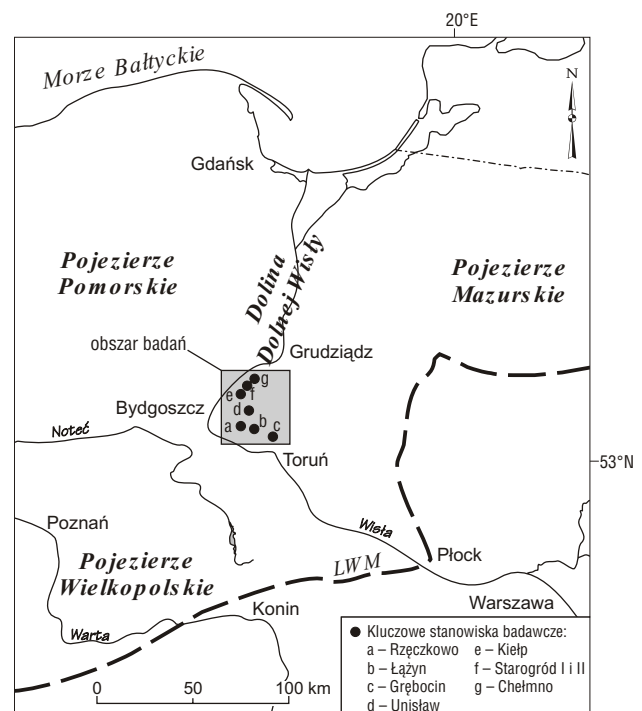 20°E
Morze Bałtyckie
N
Gdańsk
Pojezierze
Pomorskie
Dolina
Dolnej Wisły
Pojezierze
Mazurskie
obszar badań
Grudziądz
g
e
f
Bydgoszcz
d
a
b
c
Noteć
Toruń
53°N
Poznań
Wisła
Pojezierze
Wielkopolskie
LWM
Płock
Konin
Warszawa
Warta
Kluczowe stanowiska badawcze:
a – Rzęczkowo e – Kiełp
b – Łążyn f – Starogród I i II
c – Grębocin g – Chełmno
d – Unisław
0 50 100 km